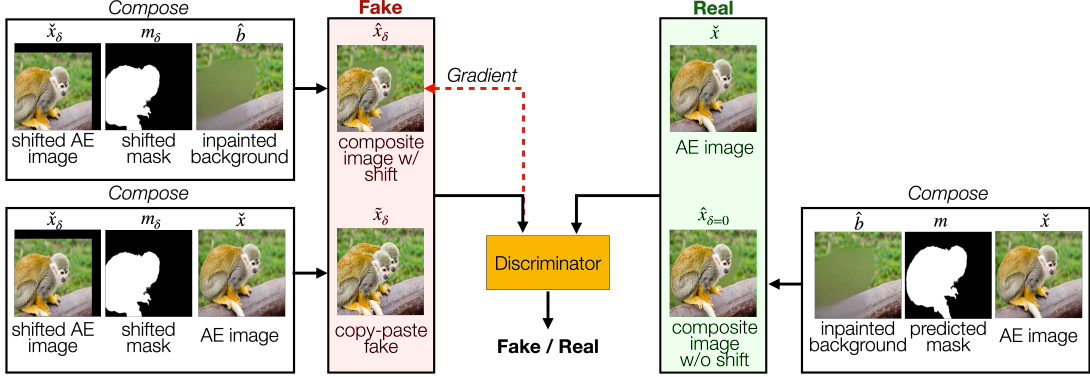 Compose
x̌_δ m_δ b̂
shifted AE image
shifted mask
inpainted background
Compose
x̌_δ m_δ x̌
shifted AE image
shifted mask
AE image
Fake
x̂_δ
composite image w/ shift
x̃_δ
copy-paste fake
Gradient
Discriminator
Fake / Real
Real
x̌
AE image
x̂_{δ=0}
composite image w/o shift
Compose
b̂ m x̌
inpainted background
predicted mask
AE image